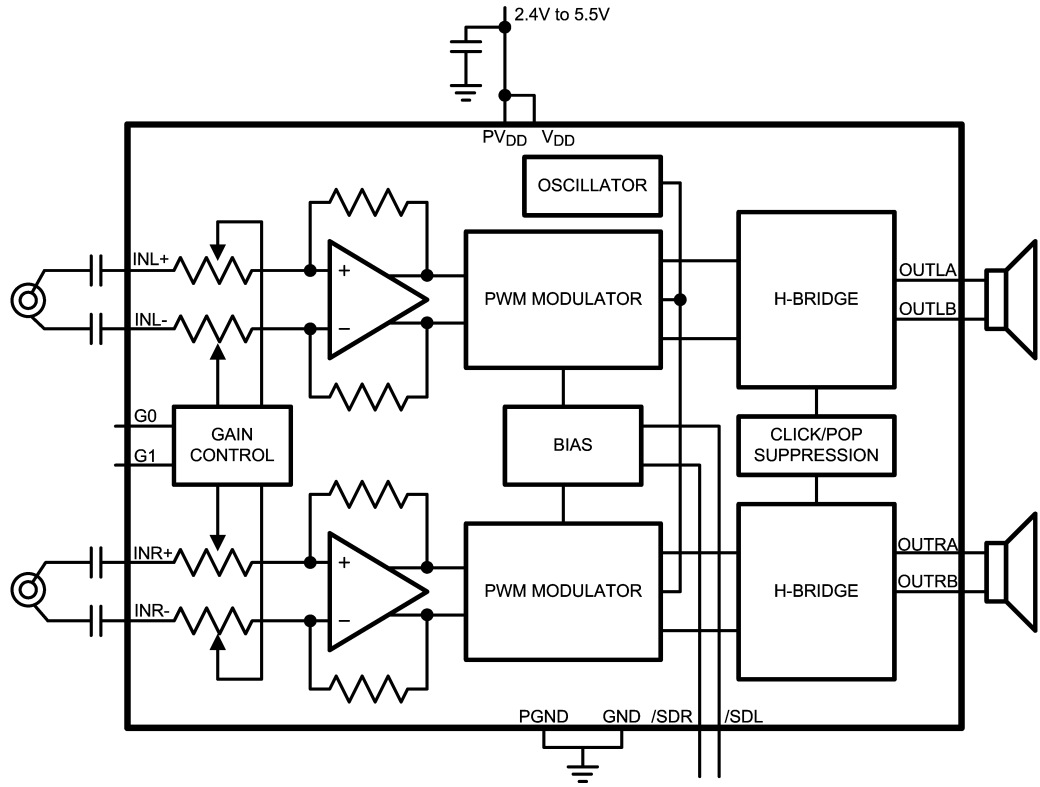 2.4V to 5.5V
PVDD VDD
OSCILLATOR
INL+
+
PWM MODULATOR
H-BRIDGE
OUTLA
OUTLB
INL-
−
G0
GAIN
CONTROL
G1
BIAS
CLICK/POP
SUPPRESSION
INR+
+
PWM MODULATOR
H-BRIDGE
OUTRA
OUTRB
INR-
−
PGND GND /SDR /SDL